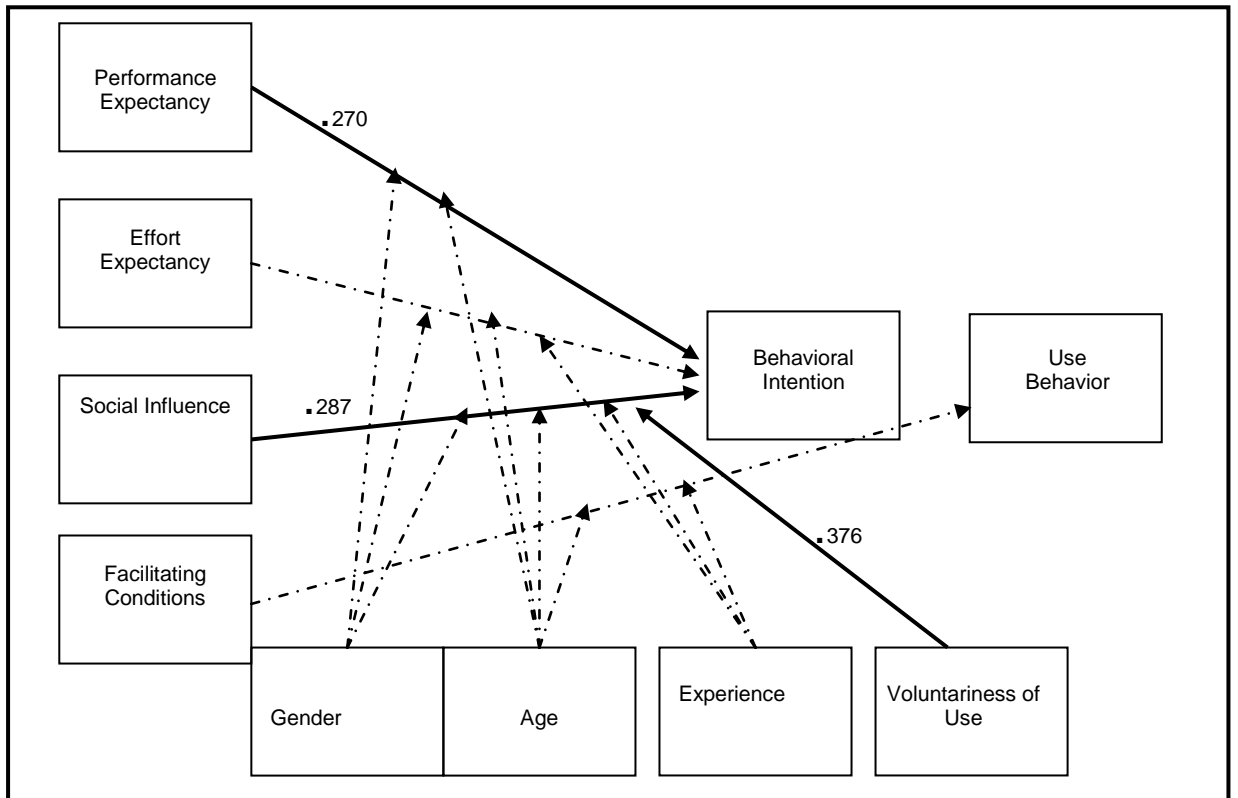 Performance
Expectancy
.270
Effort
Expectancy
Behavioral
Intention
Use
Behavior
Social Influence
.287
.376
Facilitating
Conditions
Gender
Age
Experience
Voluntariness of
Use